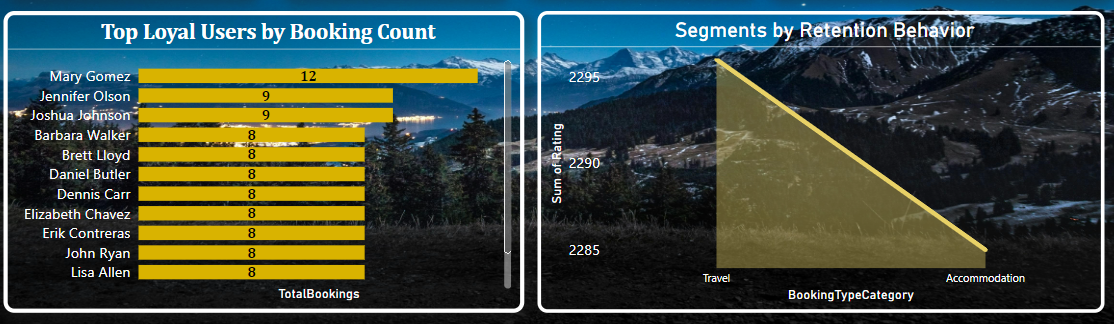 Top Loyal Users by Booking Count
Mary Gomez 12
Jennifer Olson 9
Joshua Johnson 9
Barbara Walker 8
Brett Lloyd 8
Daniel Butler 8
Dennis Carr 8
Elizabeth Chavez 8
Erik Contreras 8
John Ryan 8
Lisa Allen 8
TotalBookings
Segments by Retention Behavior
Sum of Rating
2295
2290
2285
Travel Accommodation
BookingTypeCategory